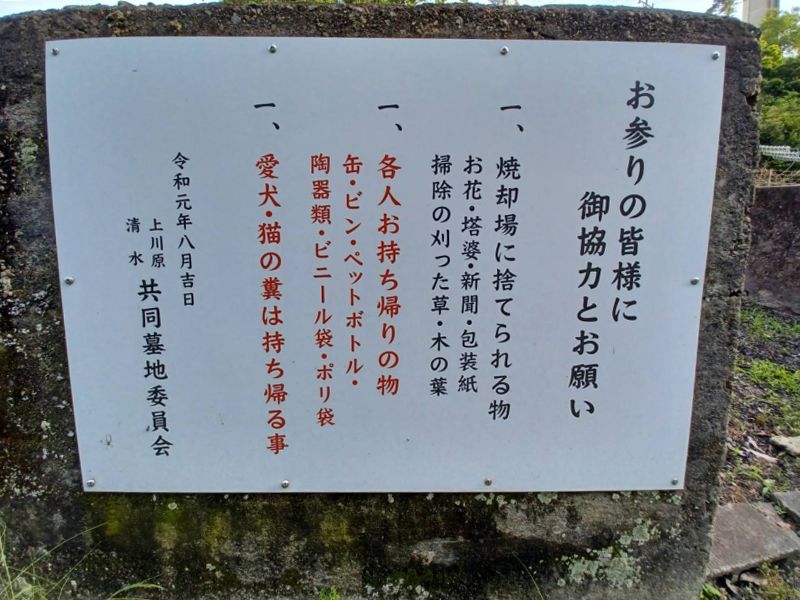 お参りの皆様に
御協力とお願い
一、焼却場に捨てられる物
お花・塔婆・新聞・包装紙
掃除の刈った草・木の葉
一、各人お持ち帰りの物
缶・ビン・ペットボトル・
陶器類・ビニール袋・ポリ袋
一、愛犬・猫の糞は持ち帰る事
令和元年八月吉日
上川原
清水
共同墓地委員会